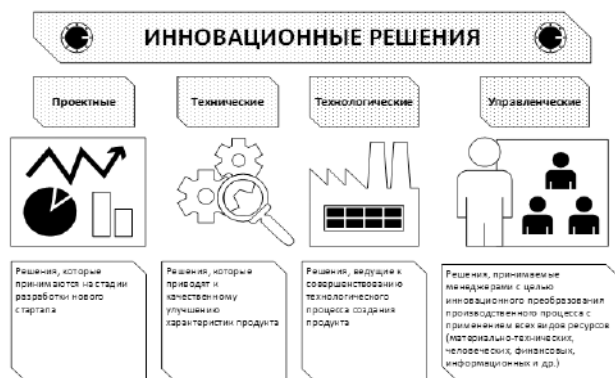 ИННОВАЦИОННЫЕ РЕШЕНИЯ
Проектные
Технические
Технологические
Управленческие
Решения, которые
принимаются на стадии
разработки нового
стартапа
Решения, которые
приводят к
качественному
улучшению
характеристик продукта
Решения, ведущие к
совершенствованию
технологического
процесса создания
продукта
Решения, принимаемые
менеджерами с целью
инновационного преобразования
производственного процесса с
применением всех видов ресурсов
(материально-технических,
человеческих, финансовых,
информационных и др.)